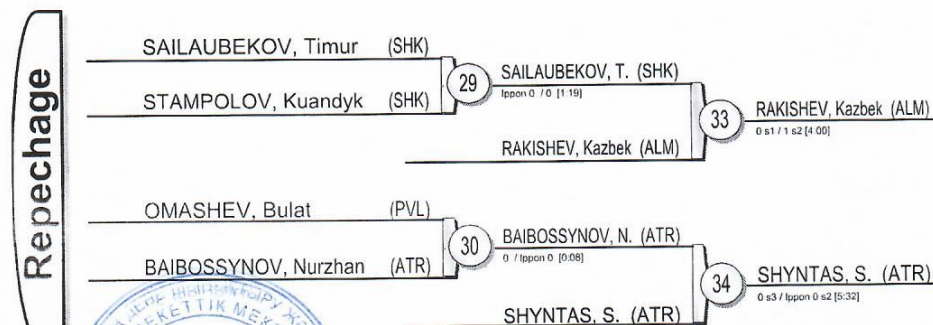 Repechage
SAILAUBEKOV, Timur (SHK)
STAMPOLOV, Kuandyk (SHK)
29
SAILAUBEKOV, T. (SHK)
Ippon 0 / 0 [1:19]
RAKISHEV, Kazbek (ALM)
33
RAKISHEV, Kazbek (ALM)
0 s1 / 1 s2 [4:00]
OMASHEV, Bulat (PVL)
BAIBOSSYNOV, Nurzhan (ATR)
30
BAIBOSSYNOV, N. (ATR)
0 / Ippon 0 [0:08]
SHYNTAS, S. (ATR)
34
SHYNTAS, S. (ATR)
0 s3 / Ippon 0 s2 [5:32]